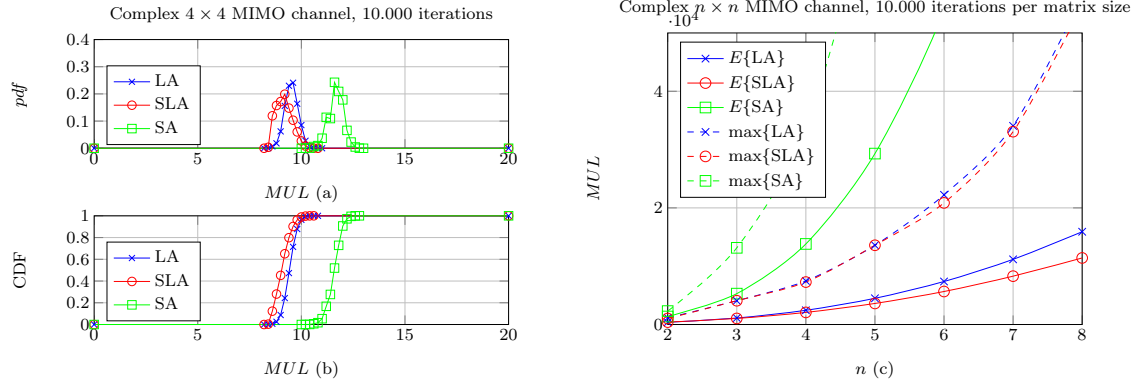 Complex 4 × 4 MIMO channel, 10.000 iterations
0.4
0.3
0.2
0.1
0
pdf
LA
SLA
SA
0 5 10 15 20
MUL (a)
1
0.8
0.6
0.4
0.2
0
CDF
LA
SLA
SA
0 5 10 15 20
MUL (b)
Complex n × n MIMO channel, 10.000 iterations per matrix size
·10⁴
4
2
0
MUL
E{LA}
E{SLA}
E{SA}
max{LA}
max{SLA}
max{SA}
2 3 4 5 6 7 8
n (c)